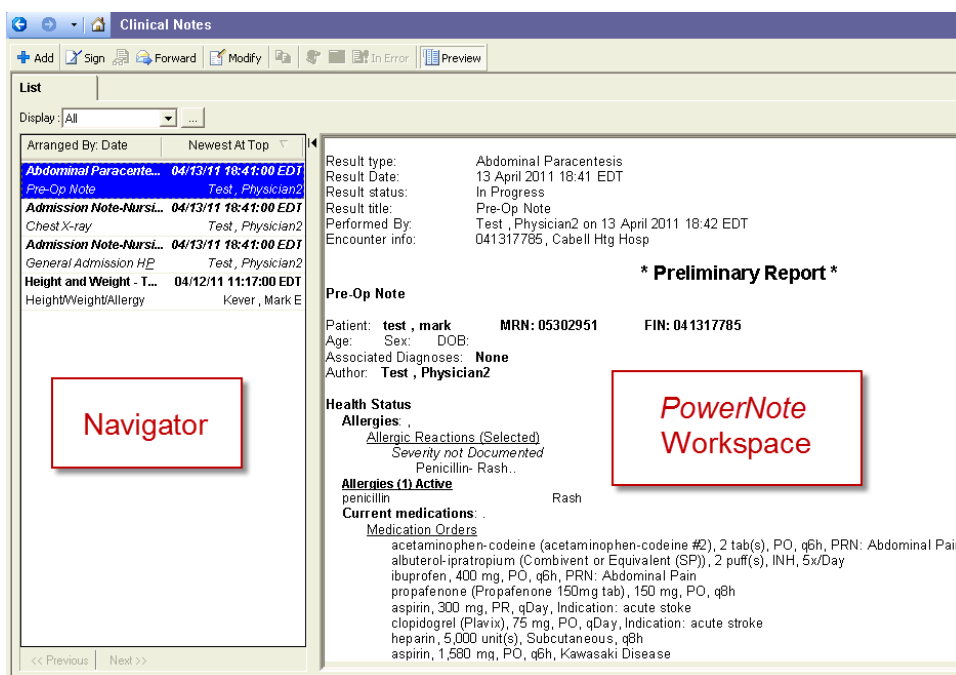 Clinical Notes
Add Sign Forward Modify In Error Preview
List
Display : All ...
Arranged By: Date Newest At Top
Abdominal Paracente... 04/13/11 18:41:00 EDT
Pre-Op Note Test , Physician2
Admission Note-Nursi... 04/13/11 18:41:00 EDT
Chest X-ray Test , Physician2
Admission Note-Nursi... 04/13/11 18:41:00 EDT
General Admission HP Test , Physician2
Height and Weight - T... 04/12/11 11:17:00 EDT
Height/Weight/Allergy Kever , Mark E
Navigator
<< Previous Next >>
Result type: Abdominal Paracentesis
Result Date: 13 April 2011 18:41 EDT
Result status: In Progress
Result title: Pre-Op Note
Performed By: Test , Physician2 on 13 April 2011 18:42 EDT
Encounter info: 041317785, Cabell Htg Hosp
* Preliminary Report *
Pre-Op Note
Patient: test , mark MRN: 05302951 FIN: 041317785
Age: Sex: DOB:
Associated Diagnoses: None
Author: Test , Physician2
PowerNote
Workspace
Health Status
Allergies: ,
Allergic Reactions (Selected)
Severity not Documented
Penicillin- Rash..
Allergies (1) Active
penicillin Rash
Current medications: .
Medication Orders
acetaminophen-codeine (acetaminophen-codeine #2), 2 tab(s), PO, q6h, PRN: Abdominal Pai
albuterol-ipratropium (Combivent or Equivalent (SP)), 2 puff(s), INH, 5x/Day
ibuprofen, 400 mg, PO, q6h, PRN: Abdominal Pain
propafenone (Propafenone 150mg tab), 150 mg, PO, q8h
aspirin, 300 mg, PR, qDay, Indication: acute stoke
clopidogrel (Plavix), 75 mg, PO, qDay, Indication: acute stroke
heparin, 5,000 unit(s), Subcutaneous, q8h
aspirin, 1,580 mg, PO, q6h, Kawasaki Disease